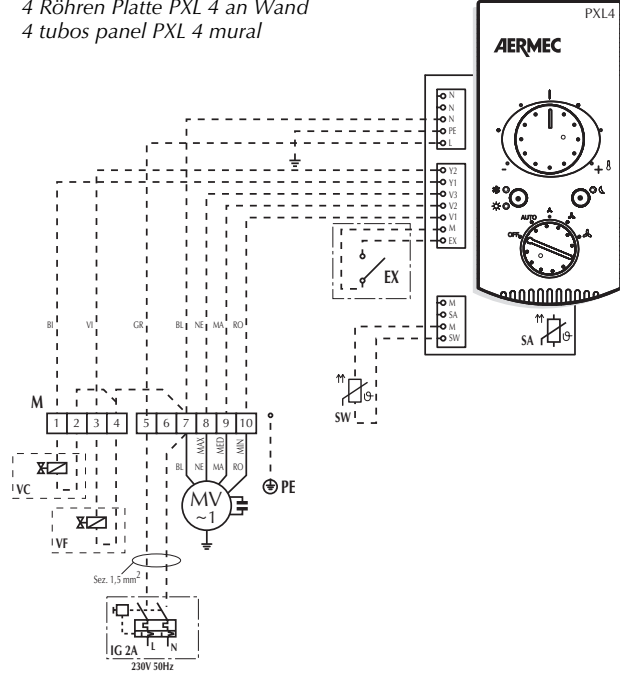 4 Röhren Platte PXL 4 an Wand
4 tubos panel PXL 4 mural
PXL4
AERMEC
- +
AUTO
OFF
N
N
N
PE
L
Y2
Y1
V3
V2
V1
M
EX
EX
M
SA
M
SW
SA
SW
BI VI GR BL NE MA RO
M
1 2 3 4 5 6 7 8 9 10
MAX MED MIN
BL NE MA RO
VC
VF
MV
~1
PE
Sez. 1,5 mm2
IG 2A L N
230V 50Hz